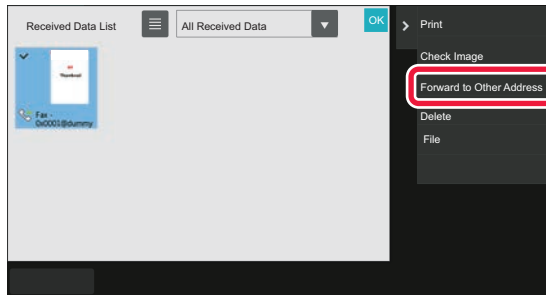 Received Data List
All Received Data
OK
Thumbnail
Fax -
0x0001@dummy
Print
Check Image
Forward to Other Address
Delete
File